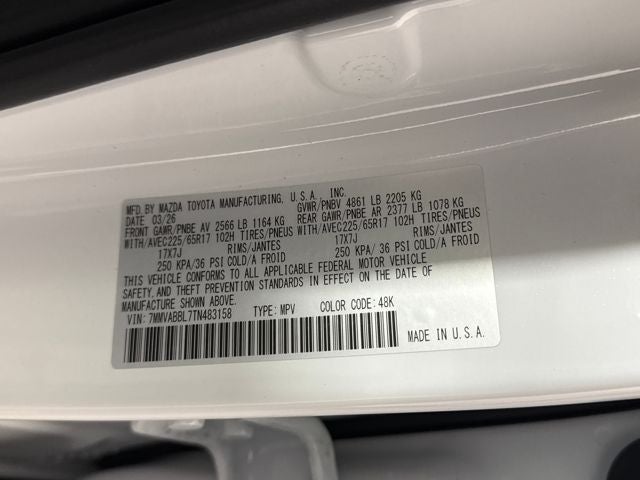 MFD. BY MAZDA TOYOTA MANUFACTURING, U.S.A., INC.
DATE 03/26 GVWR/PNBV 4861 LB 2205 KG
FRONT GAWR/PNBE AV 2566 LB 1164 KG REAR GAWR/PNBE AR 2377 LB 1078 KG
WITH/AVEC225/65R17 102H TIRES/PNEUS WITH/AVEC225/65R17 102H TIRES/PNEUS
17X7J RIMS/JANTES 17X7J RIMS/JANTES
250 KPA/36 PSI COLD/A FROID 250 KPA/36 PSI COLD/A FROID
THIS VEHICLE CONFORMS TO ALL APPLICABLE FEDERAL MOTOR VEHICLE
SAFETY, AND THEFT PREVENTION STANDARDS IN EFFECT ON THE DATE OF
MANUFACTURE SHOWN ABOVE.
VIN: 7MMVABBL7TN483158 TYPE: MPV COLOR CODE: 48K
MADE IN U.S.A.